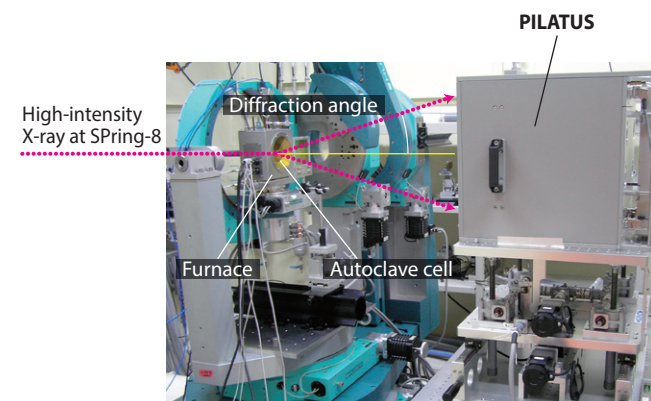 PILATUS
High-intensity
X-ray at SPring-8
Diffraction angle
Furnace
Autoclave cell